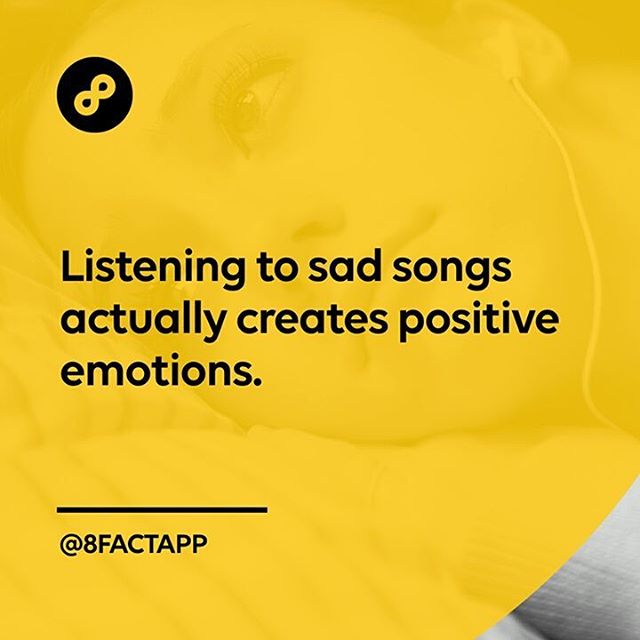 Listening to sad songs
actually creates positive
emotions.
@8FACTAPP